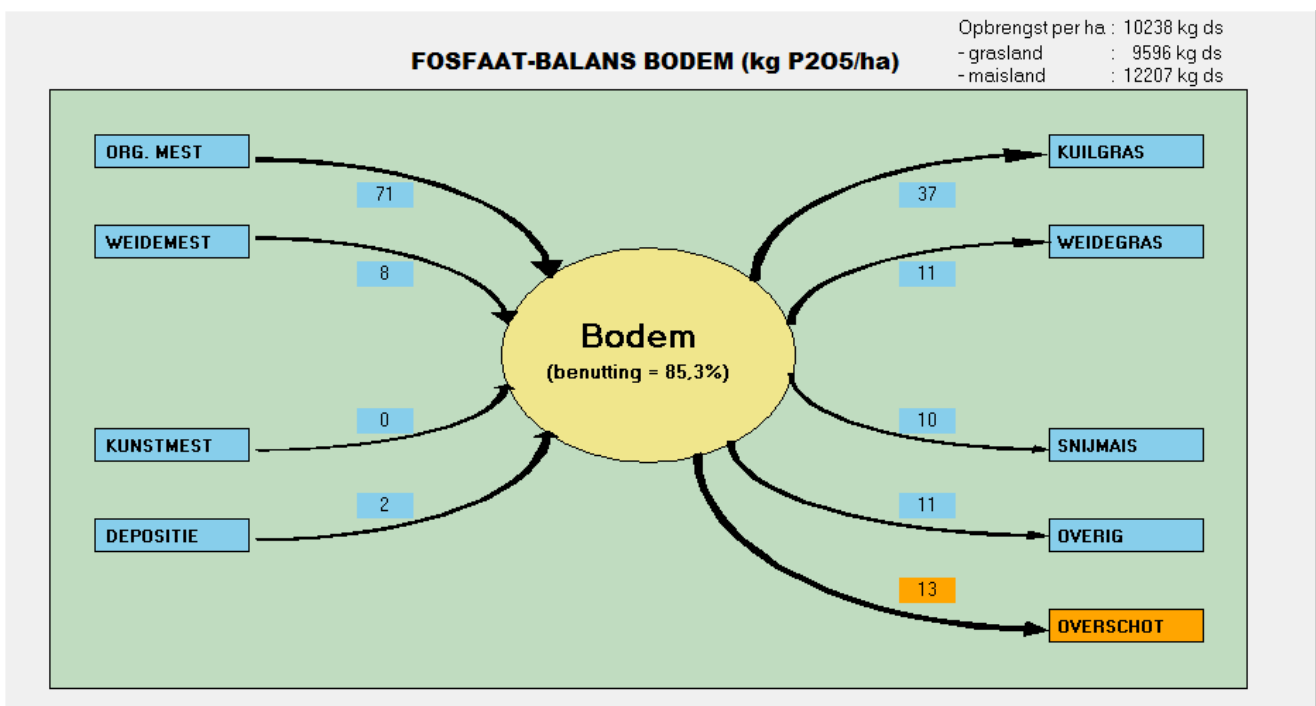 Opbrengst per ha : 10238 kg ds
FOSFAAT-BALANS BODEM (kg P2O5/ha)
- grasland : 9596 kg ds
- maisland : 12207 kg ds
ORG. MEST
71
WEIDEMEST
8
KUNSTMEST
0
DEPOSITIE
2
Bodem
(benutting = 85,3%)
KUILGRAS
37
WEIDEGRAS
11
SNIJMAIS
10
OVERIG
11
OVERSCHOT
13